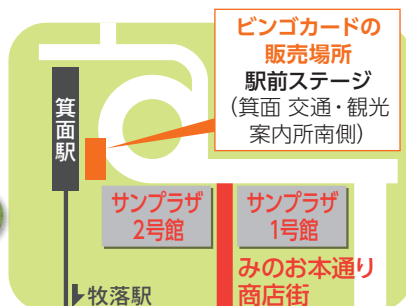 ビンゴカードの
販売場所
駅前ステージ
(箕面 交通・観光
案内所南側)
箕面駅
サンプラザ
2号館
サンプラザ
1号館
みのお本通り
商店街
牧落駅